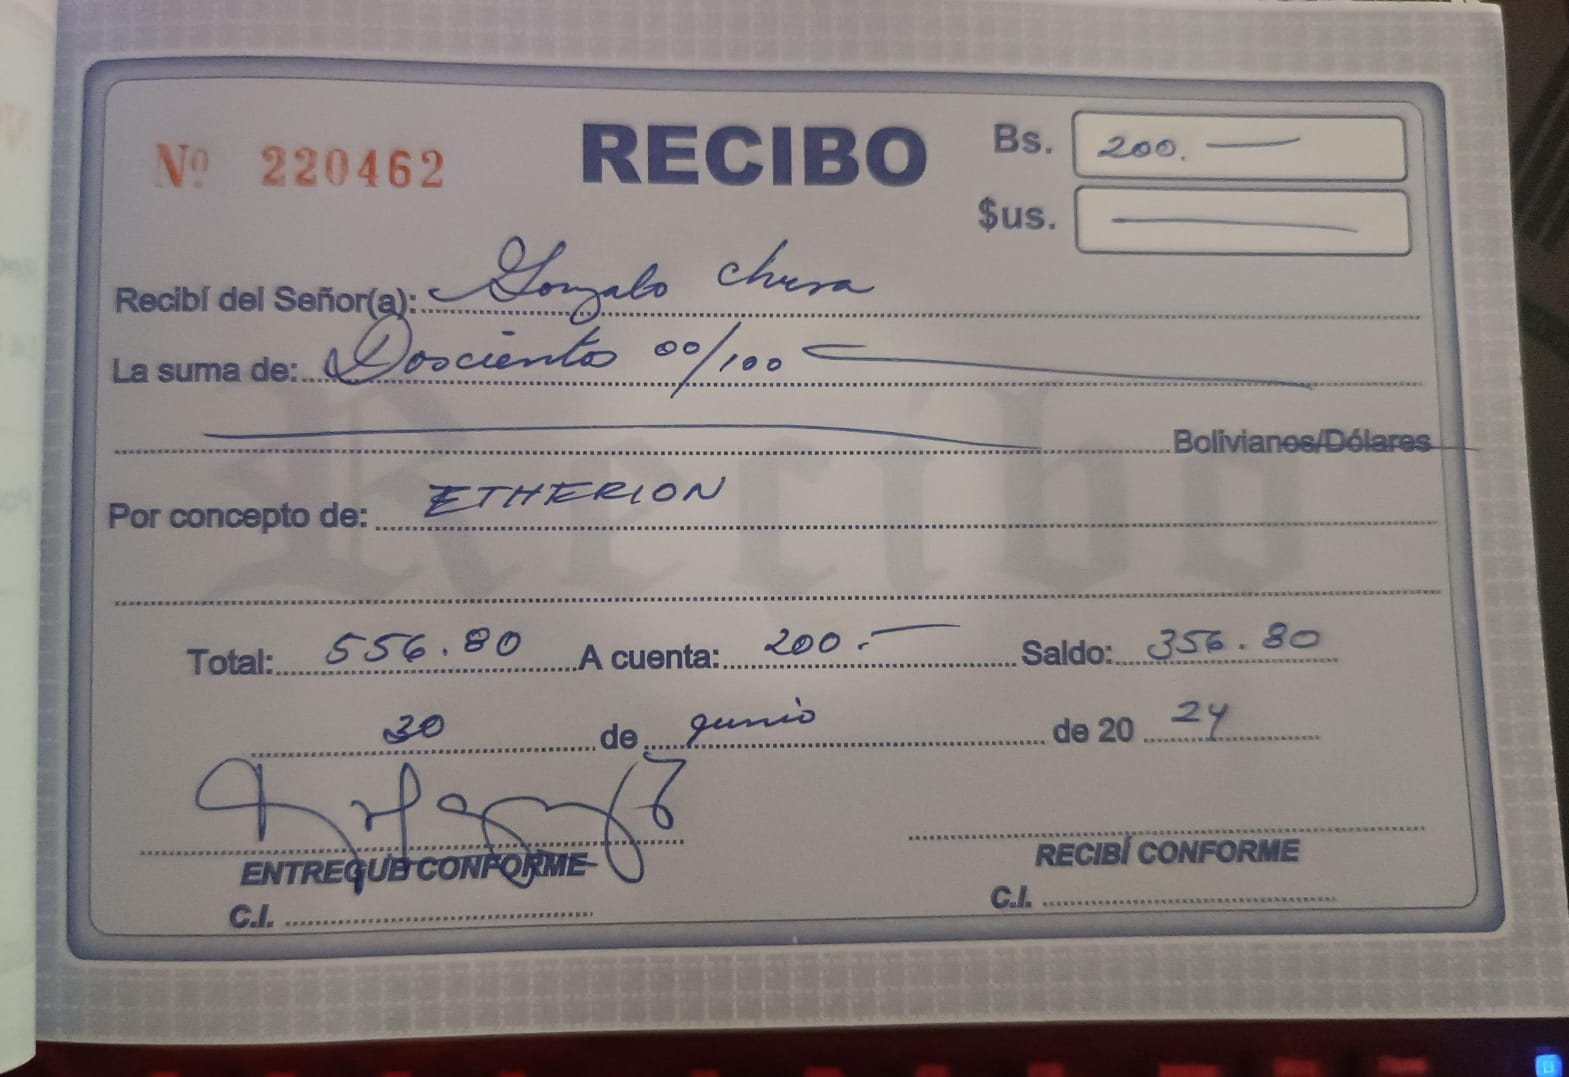 Nº 220462 RECIBO Bs. 200.—
$us. —
Recibí del Señor(a): Gonzalo Chura
La suma de: Doscientos 00/100
Bolivianos/Dólares
Por concepto de: ETHERION
Recibo
Total: 556.80 A cuenta: 200.— Saldo: 356.80
30 de junio de 20 24
ENTREGUE CONFORME RECIBÍ CONFORME
C.I. C.I.